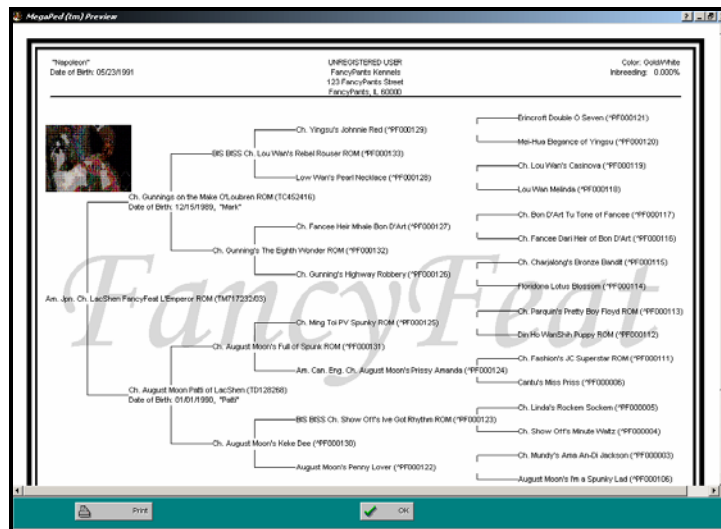 MegaPed (tm) Preview
"Napoleon"
Date of Birth: 05/23/1991
UNREGISTERED USER
FancyPants Kennels
123 FancyPants Street
FancyPants, IL 60000
Color: Gold/White
Inbreeding: 0.000%
Erincroft Double O Seven (*PF000121)
Ch. Yingsu's Johnnie Red (*PF000129)
Mei-Hua Elegance of Yingsu (*PF000120)
BIS BISS Ch. Lou Wan's Rebel Rouser ROM (*PF000133)
Ch. Lou Wan's Casinova (*PF000119)
Low Wan's Pearl Necklace (*PF000128)
Lou Wan Melinda (*PF000118)
Ch. Gunnings on the Make O'Loubren ROM (TC452416)
Date of Birth: 12/15/1989, "Mark"
Ch. Bon D'Art Tu Tone of Fancee (*PF000117)
Ch. Fancee Heir Mhale Bon D'Art (*PF000127)
Ch. Fancee Dari Heir of Bon D'Art (*PF000116)
Ch. Gunning's The Eighth Wonder ROM (*PF000132)
Ch. Charjalong's Bronze Bandit (*PF000115)
Ch. Gunning's Highway Robbery (*PF000126)
Floridona Lotus Blossom (*PF000114)
Am. Jpn. Ch. LacShen FancyFeat L'Emperor ROM (TM717232/03)
FancyFeat
Ch. Parquin's Pretty Boy Floyd ROM (*PF000113)
Ch. Ming Toi PV Spunky ROM (*PF000125)
Din Ho WanShih Puppy ROM (*PF000112)
Ch. August Moon's Full of Spunk ROM (*PF000131)
Ch. Fashion's JC Superstar ROM (*PF000111)
Am. Can. Eng. Ch. August Moon's Prissy Amanda (*PF000124)
Cantu's Miss Priss (*PF000006)
Ch. August Moon Patti of LacShen (TD128268)
Date of Birth: 01/01/1990, "Patti"
Ch. Linda's Rockem Sockem (*PF000005)
BIS BISS Ch. Show Off's Ive Got Rhythm ROM (*PF000123)
Ch. Show Off's Minute Waltz (*PF000004)
Ch. August Moon's Keke Dee (*PF000130)
Ch. Mundy's Ama An-Di Jackson (*PF000003)
August Moon's Penny Lover (*PF000122)
August Moon's I'm a Spunky Lad (*PF000106)
Print
OK